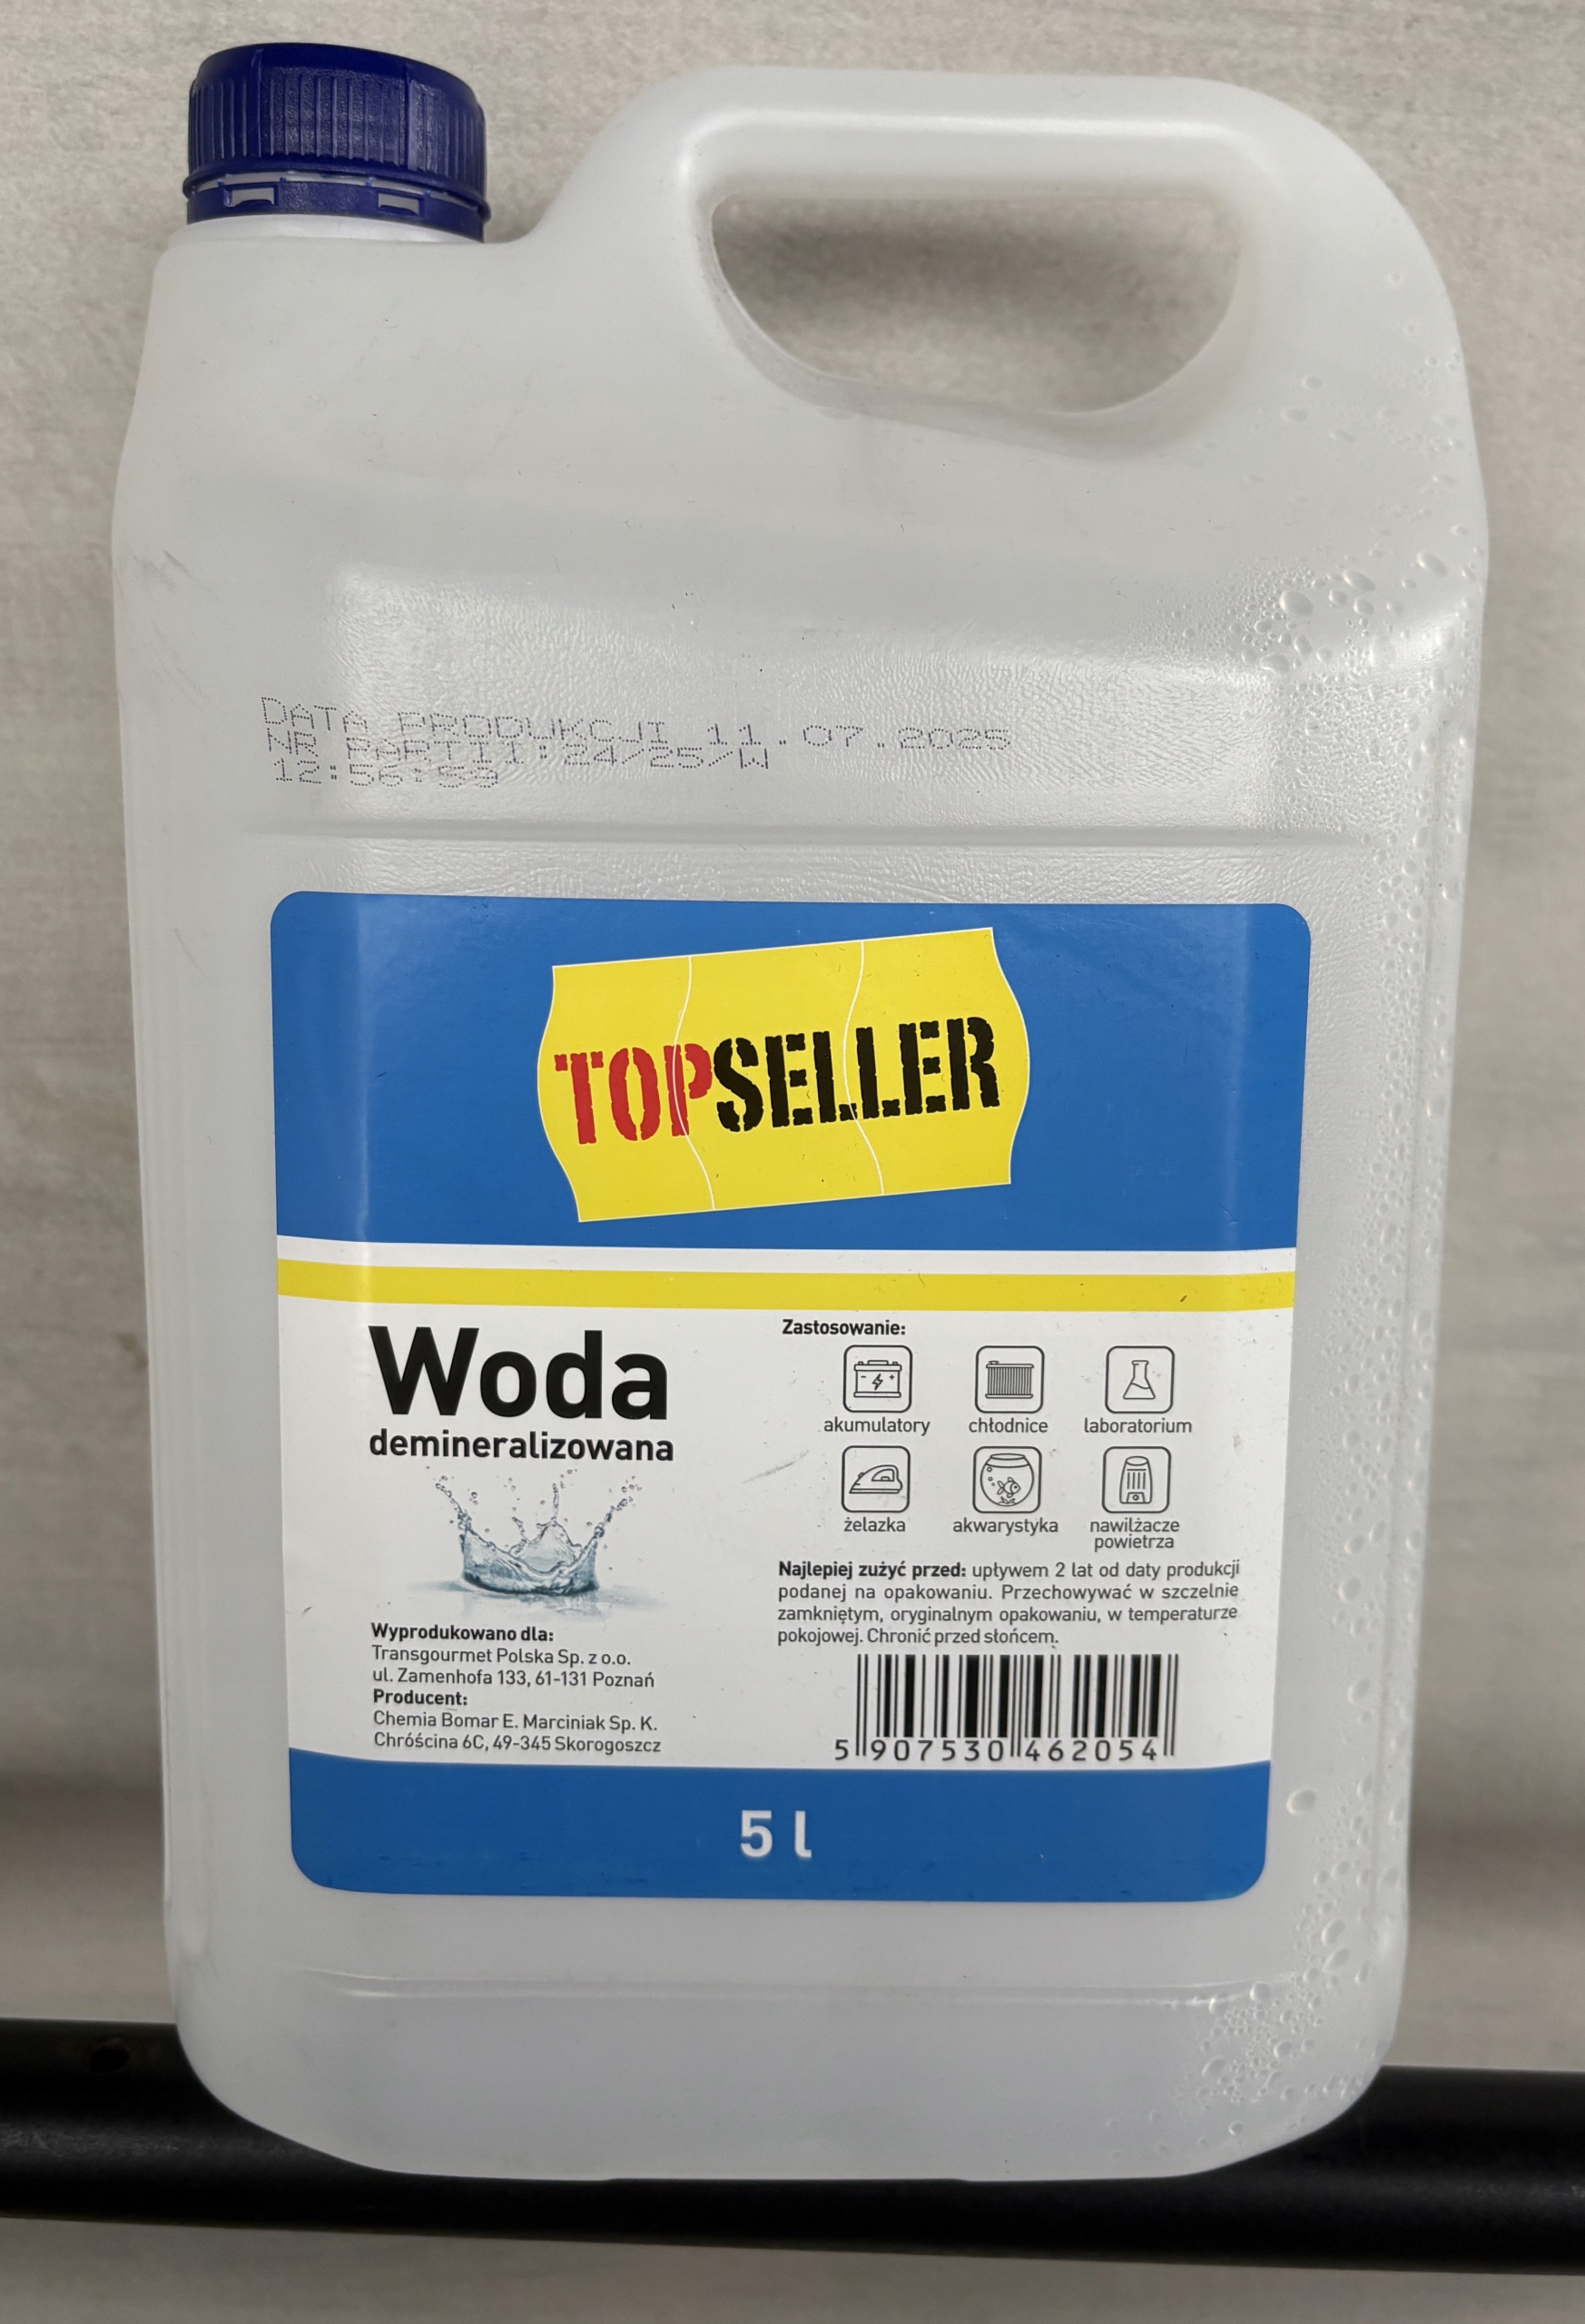 DATA PRODUKCJI 11.07.2025
NR PARTII:24/25/W
12:56:59
TOPSELLER
Woda
demineralizowana
Wyprodukowano dla:
Transgourmet Polska Sp. z o.o.
ul. Zamenhofa 133, 61-131 Poznań
Producent:
Chemia Bomar E. Marciniak Sp. K.
Chróścina 6C, 49-345 Skorogoszcz
Zastosowanie:
akumulatory chłodnice laboratorium
żelazka akwarystyka nawilżacze
powietrza
Najlepiej zużyć przed: upływem 2 lat od daty produkcji
podanej na opakowaniu. Przechowywać w szczelnie
zamkniętym, oryginalnym opakowaniu, w temperaturze
pokojowej. Chronić przed słońcem.
5 907530 462054
5 l